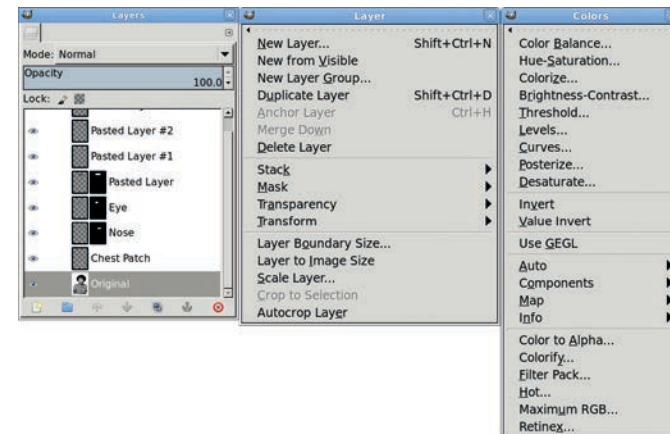 Layers
Mode: Normal
Opacity
100.0
Lock:
Pasted Layer #2
Pasted Layer #1
Pasted Layer
Eye
Nose
Chest Patch
Original
Layer
New Layer... Shift+Ctrl+N
New from Visible
New Layer Group...
Duplicate Layer Shift+Ctrl+D
Anchor Layer Ctrl+H
Merge Down
Delete Layer
Stack
Mask
Transparency
Transform
Layer Boundary Size...
Layer to Image Size
Scale Layer...
Crop to Selection
Autocrop Layer
Colors
Color Balance...
Hue-Saturation...
Colorize...
Brightness-Contrast...
Threshold...
Levels...
Curves...
Posterize...
Desaturate...
Invert
Value Invert
Use GEGL
Auto
Components
Map
Info
Color to Alpha...
Colorify...
Filter Pack...
Hot...
Maximum RGB...
Retinex...